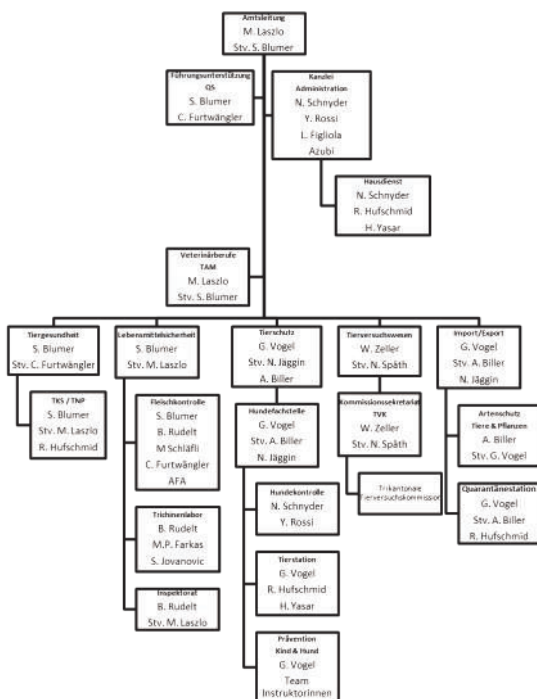 Amtsleitung
M. Laszlo
Stv. S. Blumer
Führungsunterstützung
QS
S. Blumer
C. Furtwängler
Kanzlei
Administration
N. Schnyder
Y. Rossi
L. Figliola
Azubi
Hausdienst
N. Schnyder
R. Hufschmid
H. Yasar
Veterinärberufe
TAM
M. Laszlo
Stv. S. Blumer
Tiergesundheit
S. Blumer
Stv. C. Furtwängler
TKS / TNP
S. Blumer
Stv. M. Laszlo
R. Hufschmid
Lebensmittelsicherheit
S. Blumer
Stv. M. Laszlo
Fleischkontrolle
S. Blumer
B. Rudelt
M Schläfli
C. Furtwängler
AFA
Trichinenlabor
B. Rudelt
M.P. Farkas
S. Jovanovic
Inspektorat
B. Rudelt
Stv. M. Laszlo
Tierschutz
G. Vogel
Stv. N. Jäggin
A. Biller
Hundefachstelle
G. Vogel
Stv. A. Biller
N. Jäggin
Hundekontrolle
N. Schnyder
Y. Rossi
Tierstation
G. Vogel
R. Hufschmid
H. Yasar
Prävention
Kind & Hund
G. Vogel
Team
Instruktorinnen
Tierversuchswesen
W. Zeller
Stv. N. Späth
Kommissionssekretariat
TVK
W. Zeller
Stv. N. Späth
Trikantonale
Tierversuchskommission
Import/Export
G. Vogel
Stv. A. Biller
N. Jäggin
Artenschutz
Tiere & Pflanzen
A. Biller
Stv. G. Vogel
Quarantänestation
G. Vogel
Stv. A. Biller
R. Hufschmid